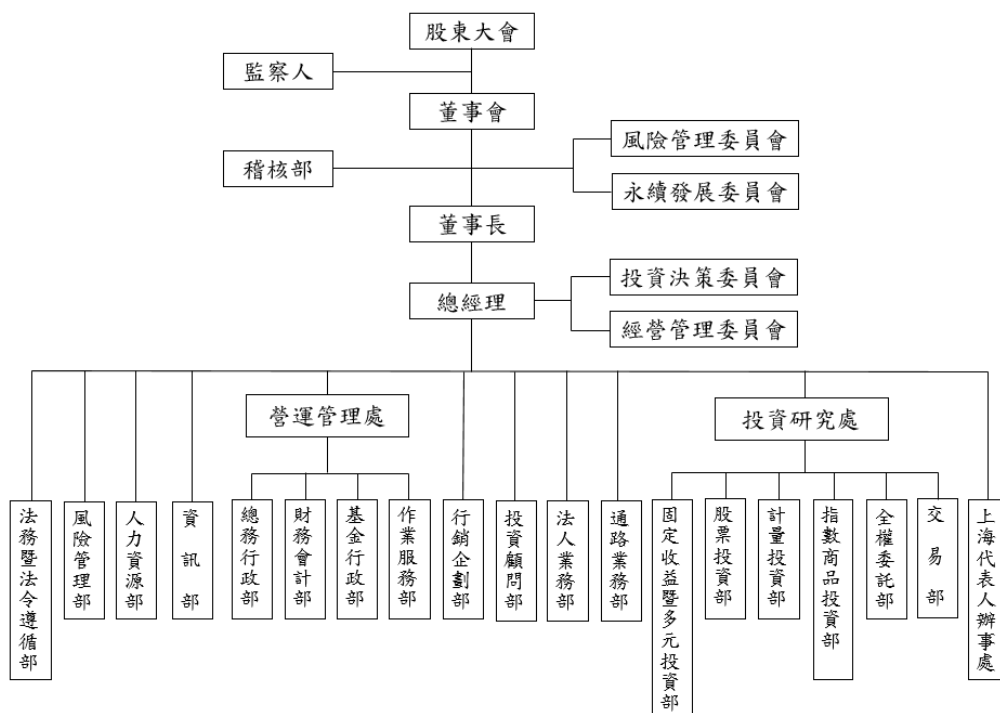 股東大會
監察人
董事會
風險管理委員會
稽核部
永續發展委員會
董事長
投資決策委員會
總經理
經營管理委員會
營運管理處
投資研究處
法務暨法令遵循部
風險管理部
人力資源部
資訊部
總務行政部
財務會計部
基金行政部
作業服務部
行銷企劃部
投資顧問部
法人業務部
通路業務部
固定收益暨多元投資部
股票投資部
計量投資部
指數商品投資部
全權委託部
交易部
上海代表人辦事處